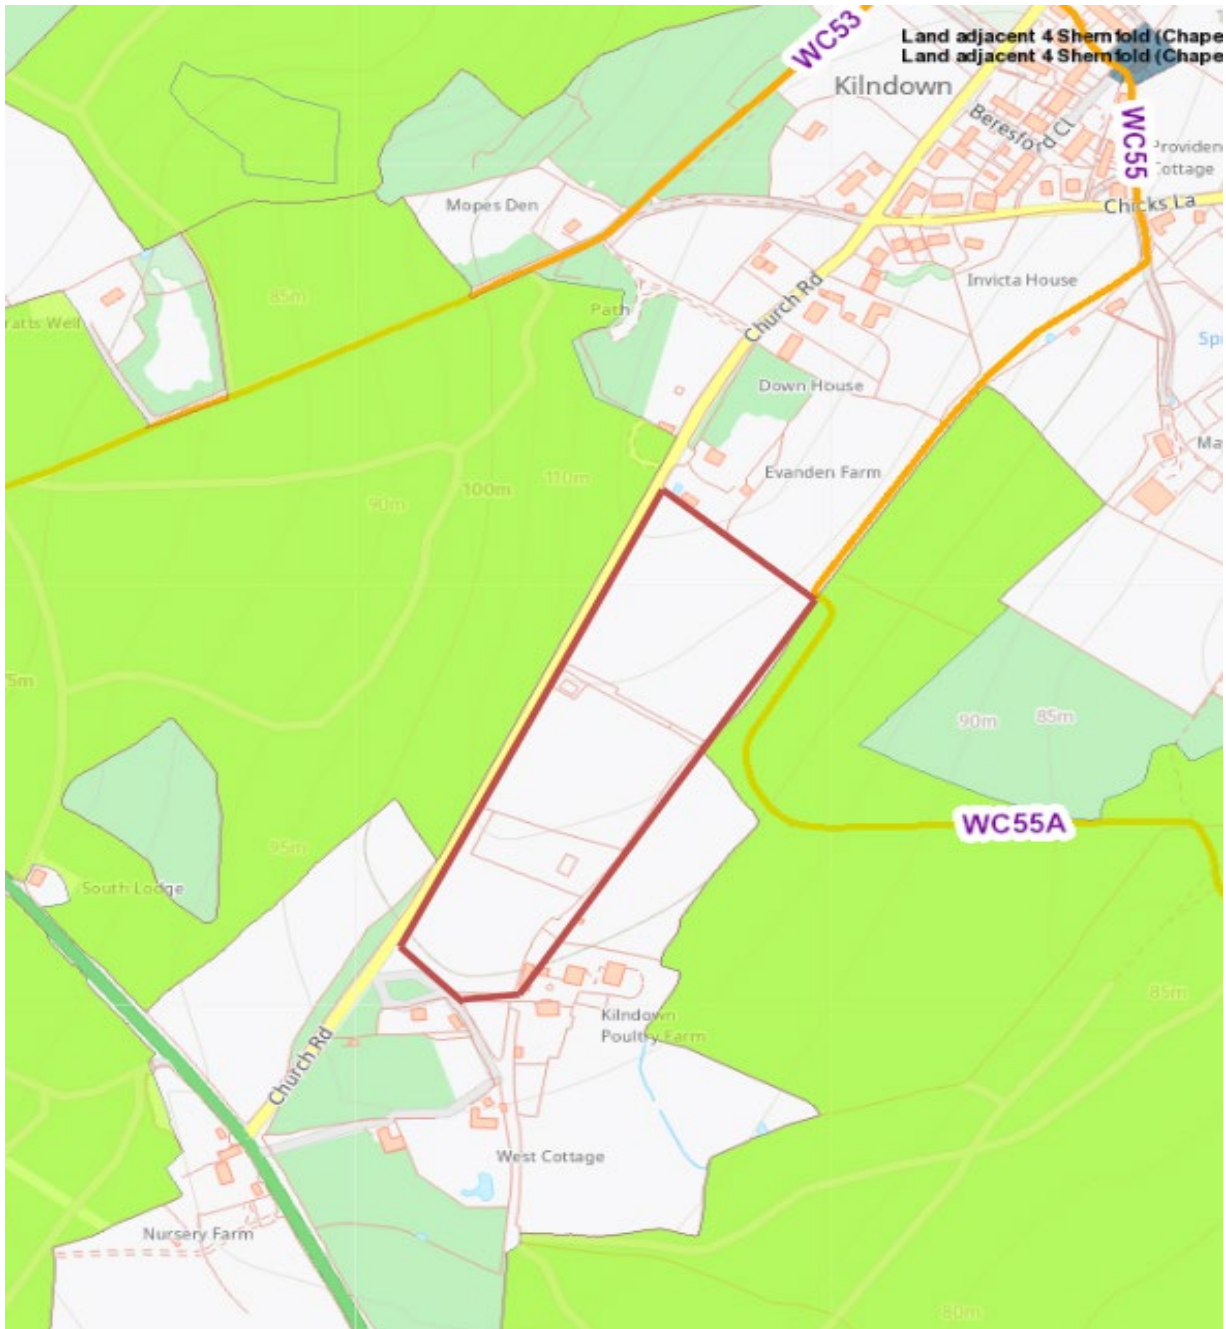 WC53
Land adjacent 4 Shernfold (Chape
Land adjacent 4 Shernfold (Chape
Kilndown
Beresford Cl
WC55
Providen
Cottage
Mopes Den
Chicks La
85m
Invicta House
ratts Well
Path
Church Rd
Spr
Down House
Evanden Farm
Ma
110m
100m
90m
75m
90m
85m
WC55A
95m
South Lodge
85m
Kilndown
Poultry Farm
Church Rd
West Cottage
Nursery Farm
80m